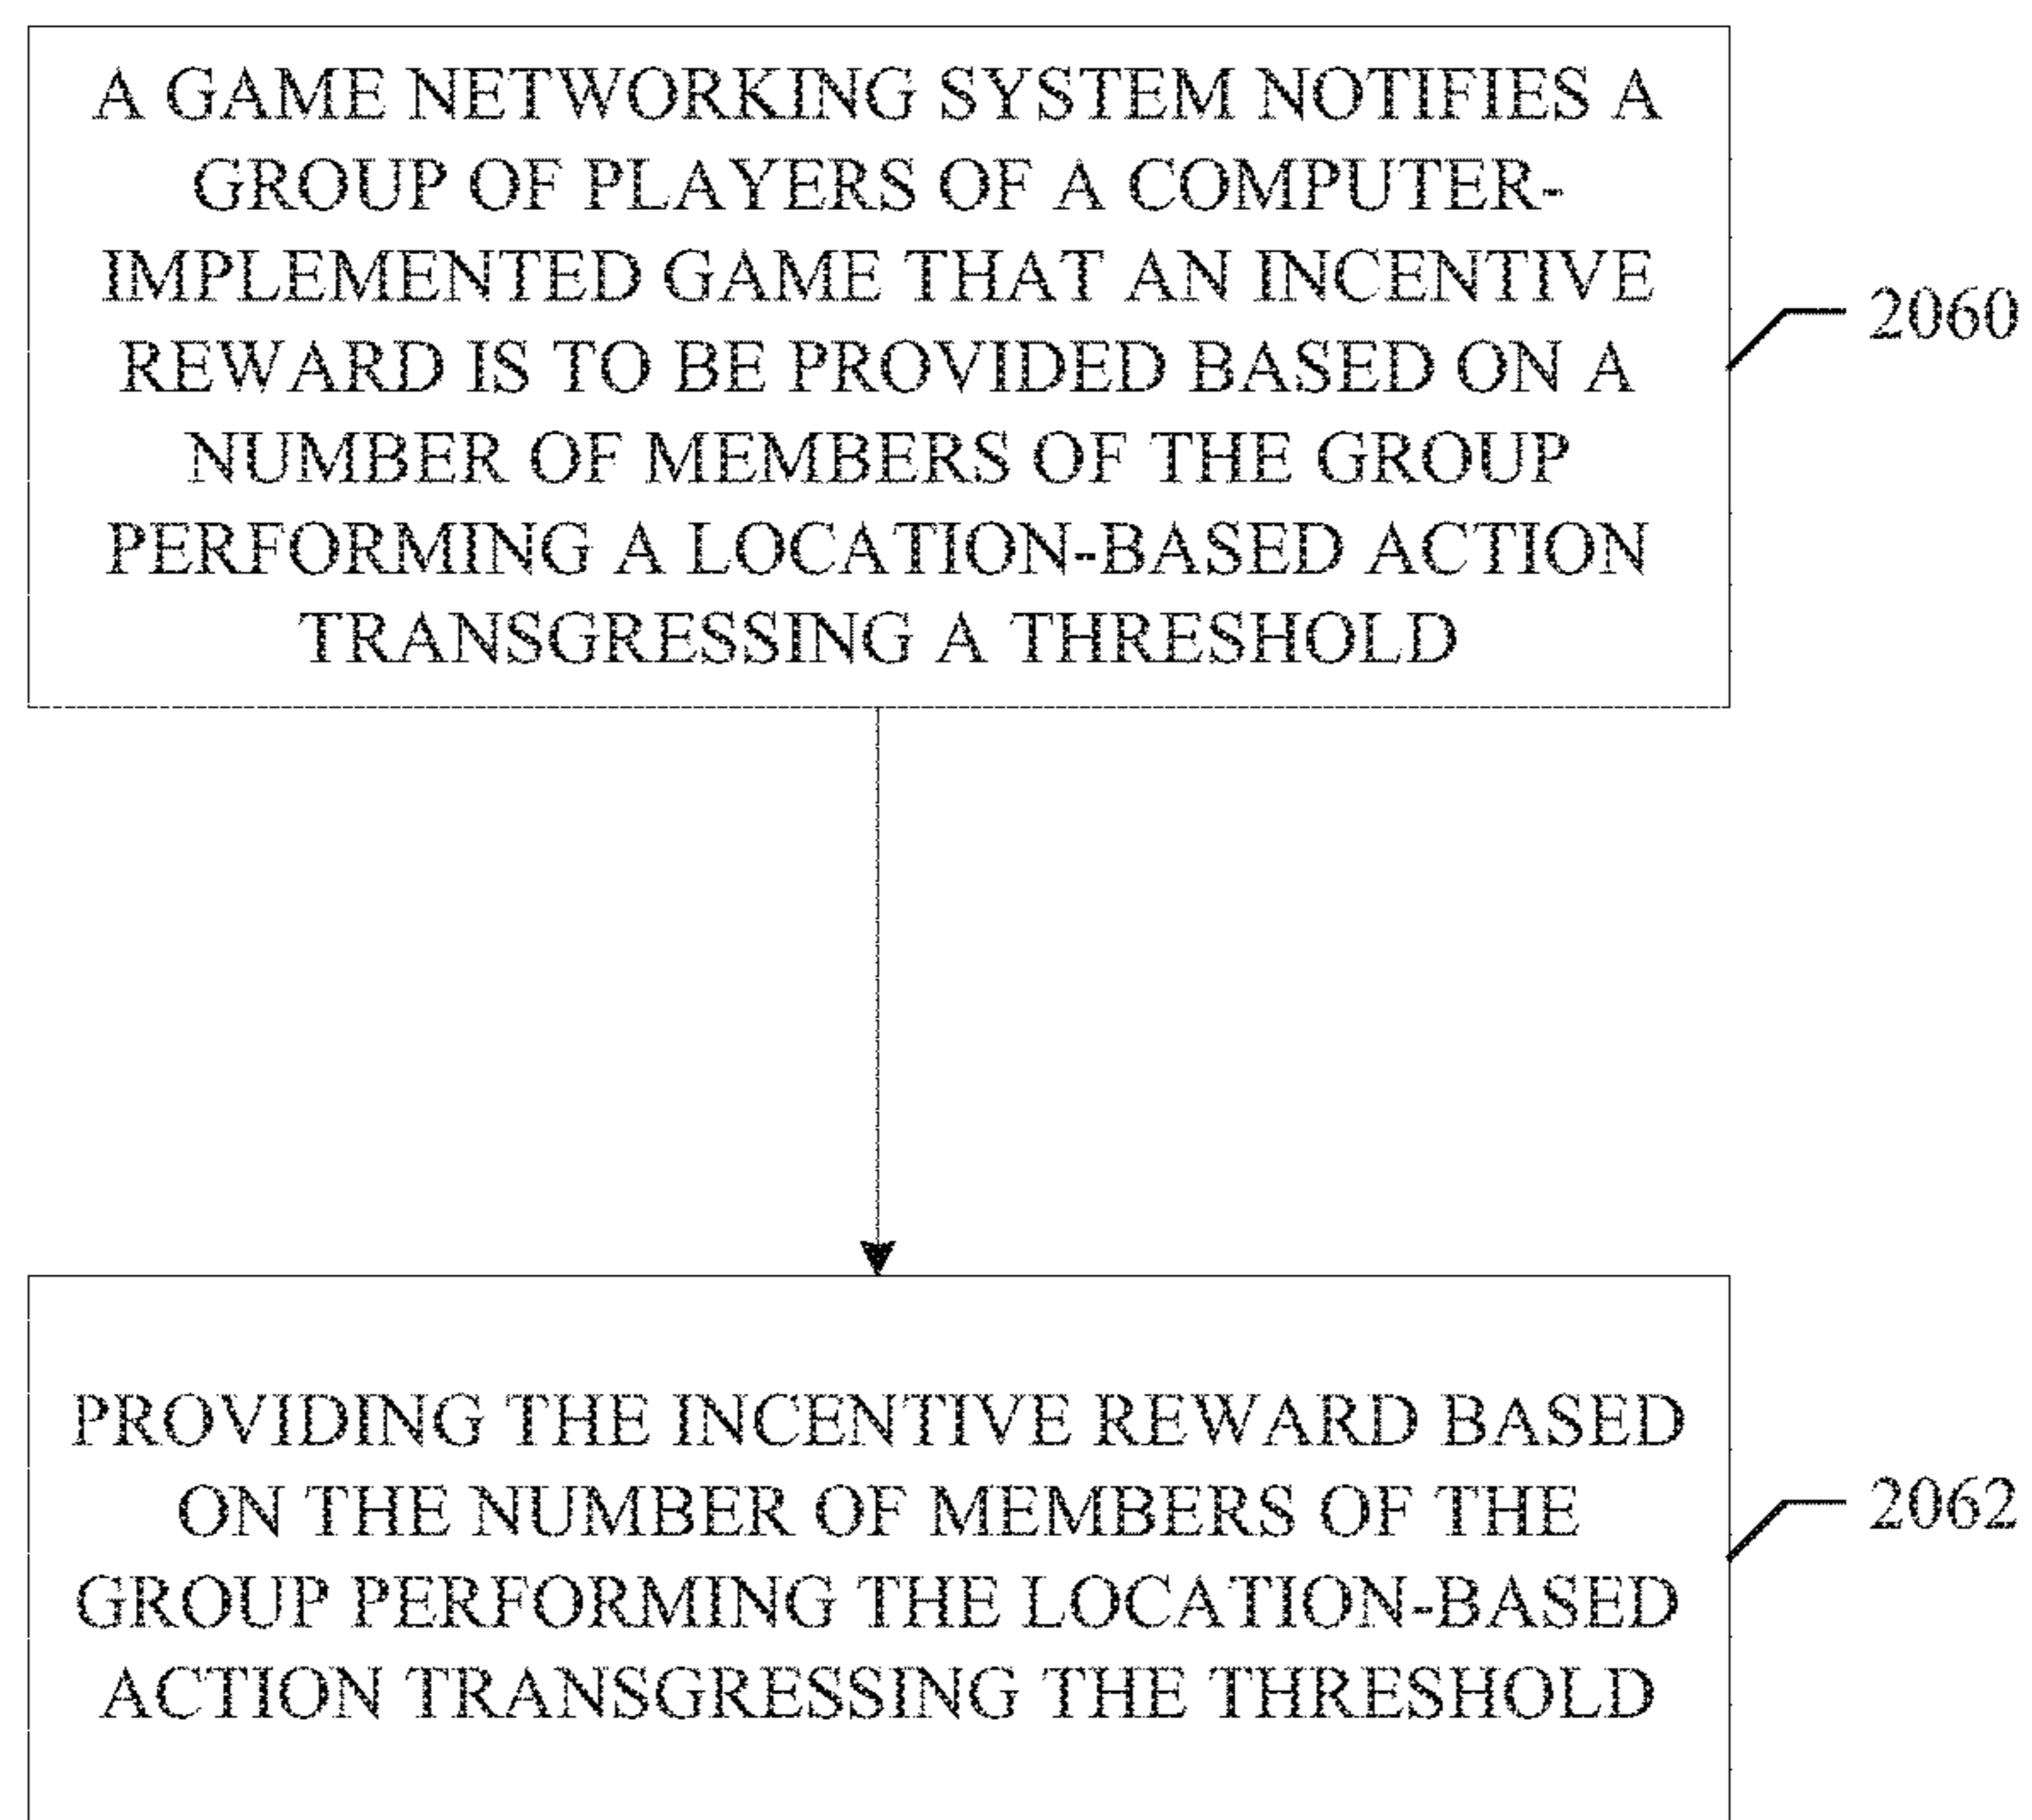 A GAME NETWORKING SYSTEM NOTIFIES A
GROUP OF PLAYERS OF A COMPUTER-
IMPLEMENTED GAME THAT AN INCENTIVE
REWARD IS TO BE PROVIDED BASED ON A
NUMBER OF MEMBERS OF THE GROUP
PERFORMING A LOCATION-BASED ACTION
TRANSGRESSING A THRESHOLD
2060
PROVIDING THE INCENTIVE REWARD BASED
ON THE NUMBER OF MEMBERS OF THE
GROUP PERFORMING THE LOCATION-BASED
ACTION TRANSGRESSING THE THRESHOLD
2062